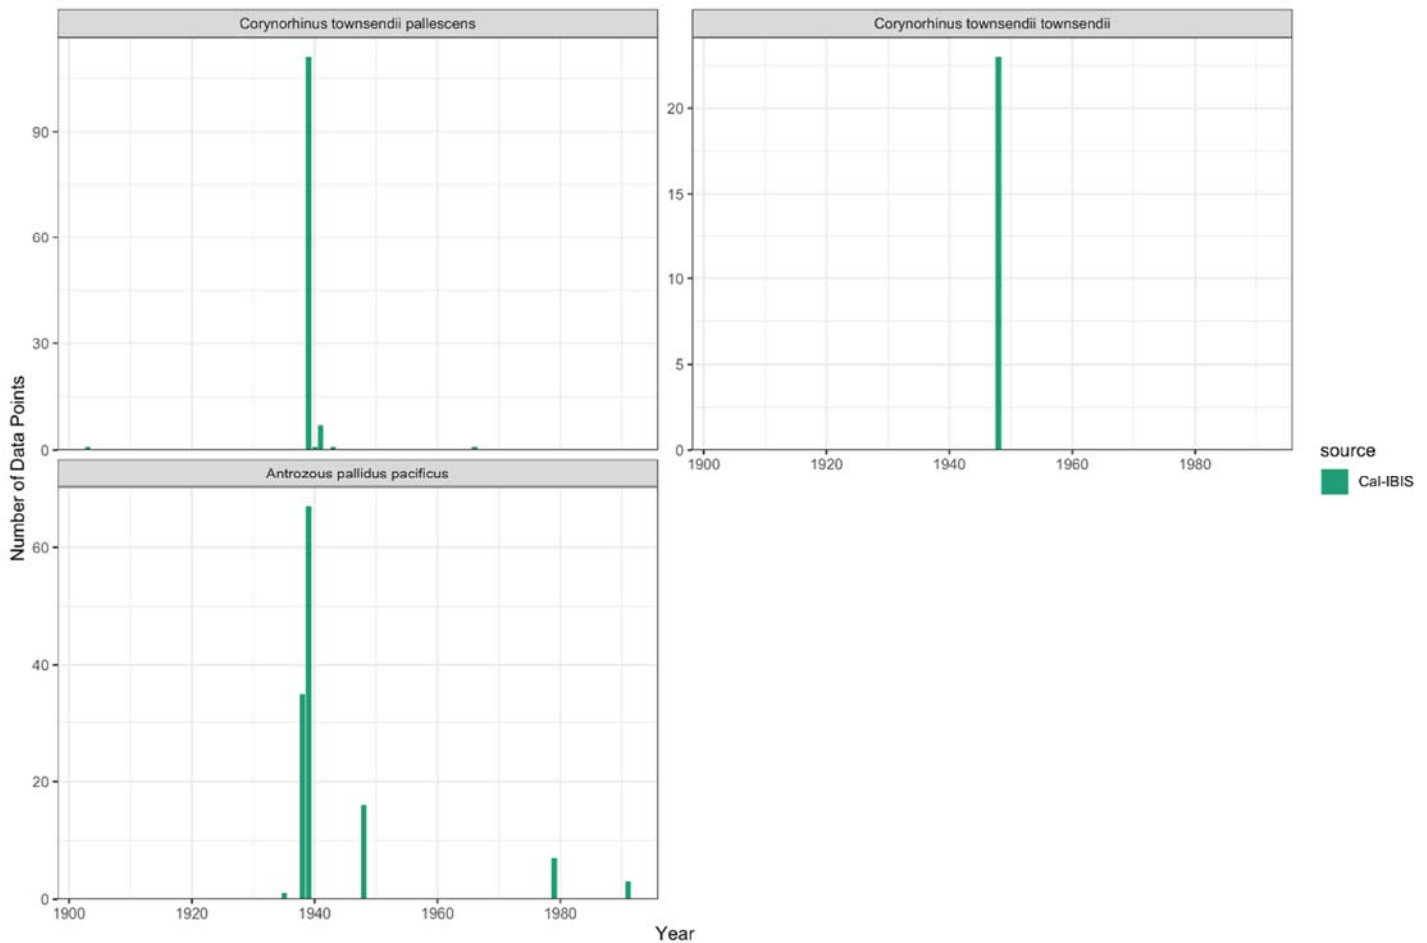 Corynorhinus townsendii pallescens
Corynorhinus townsendii townsendii
90
60
30
0
20
15
10
5
0
1900 1920 1940 1960 1980
Antrozous pallidus pacificus
60
40
20
0
1900 1920 1940 1960 1980
Number of Data Points
Year
source
Cal-IBIS